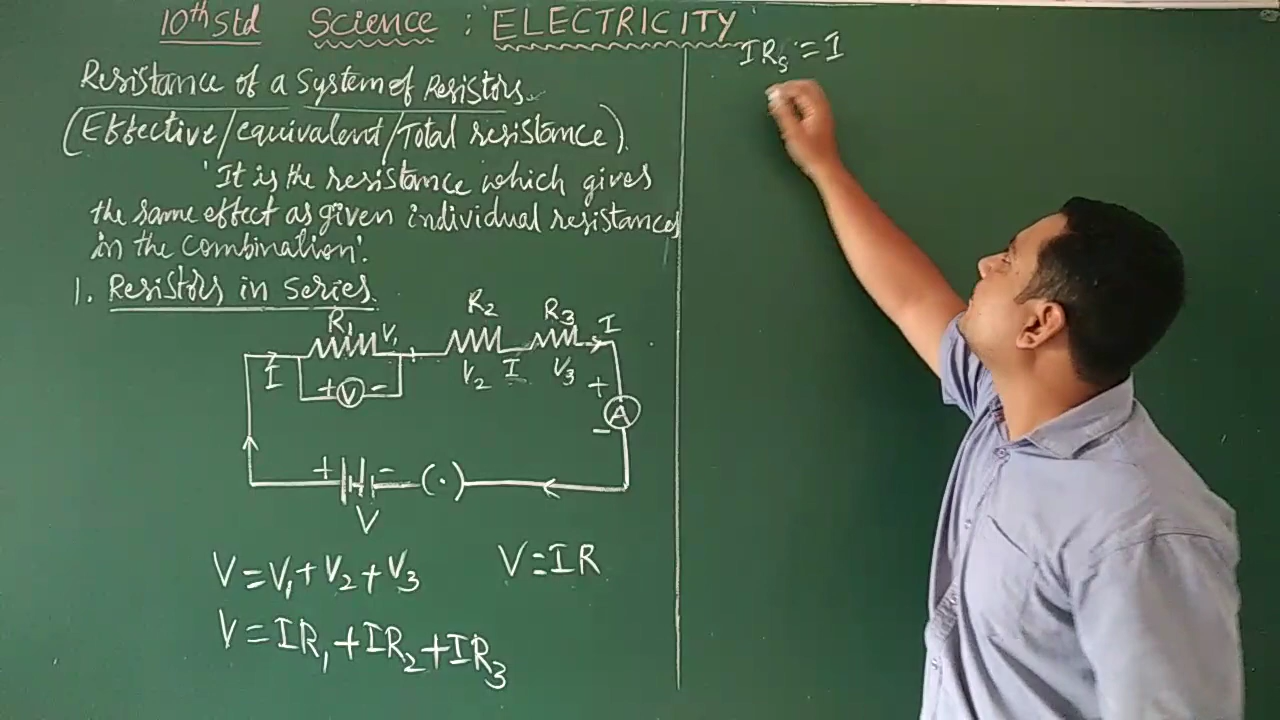 10th Std Science : ELECTRICITY
Resistance of a System of Resistors.
(Effective/equivalent/Total resistance).
'It is the resistance which gives
the same effect as given individual resistances
in the combination'.
1. Resistors in series.
R1 R2 R3 I
V1
I V2 I V3
+ V - +
A
-
+ - (.)
V
V = V1 + V2 + V3 V = IR
V = IR1 + IR2 + IR3
IRs = I